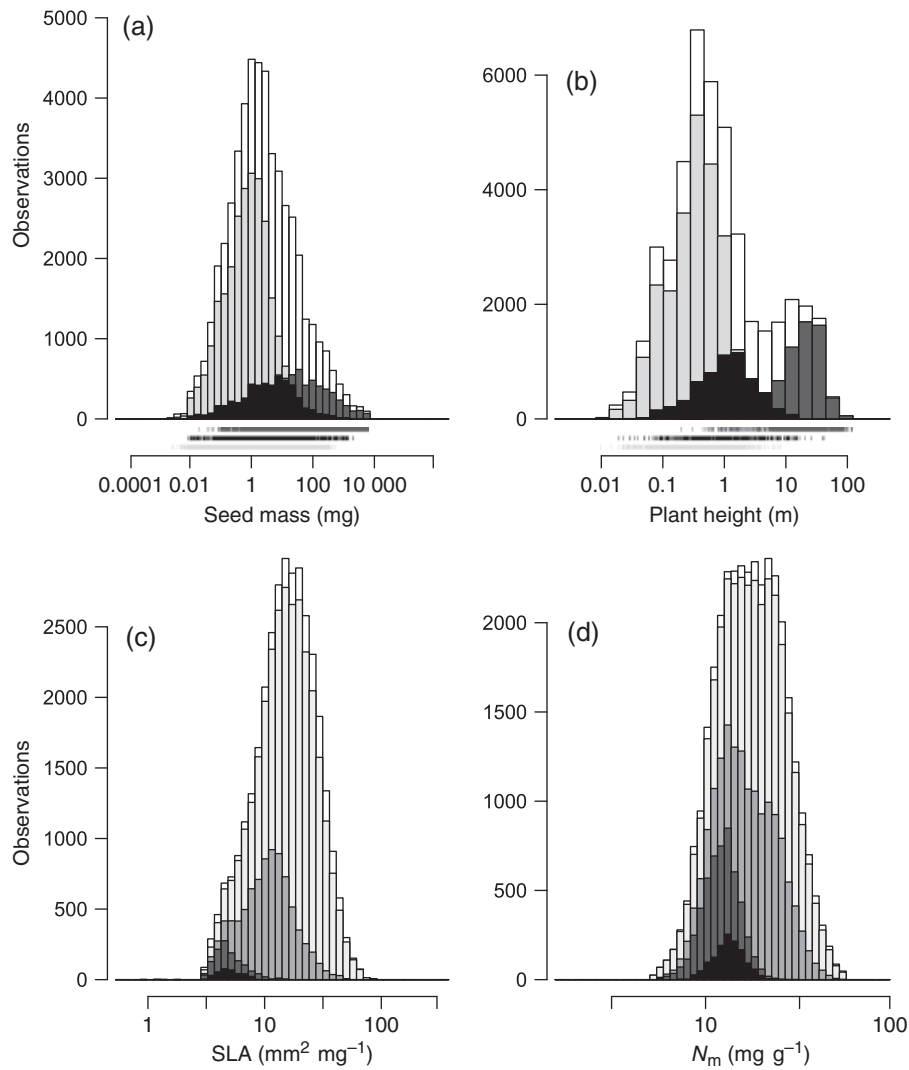 (a)
5000
4000
3000
2000
1000
0
Observations
0.0001 0.01 1 100 10 000
Seed mass (mg)
(b)
6000
4000
2000
0
0.01 0.1 1 10 100
Plant height (m)
(c)
2500
2000
1500
1000
500
0
Observations
1 10 100
SLA (mm² mg⁻¹)
(d)
2000
1500
1000
500
0
10 100
Nm (mg g⁻¹)